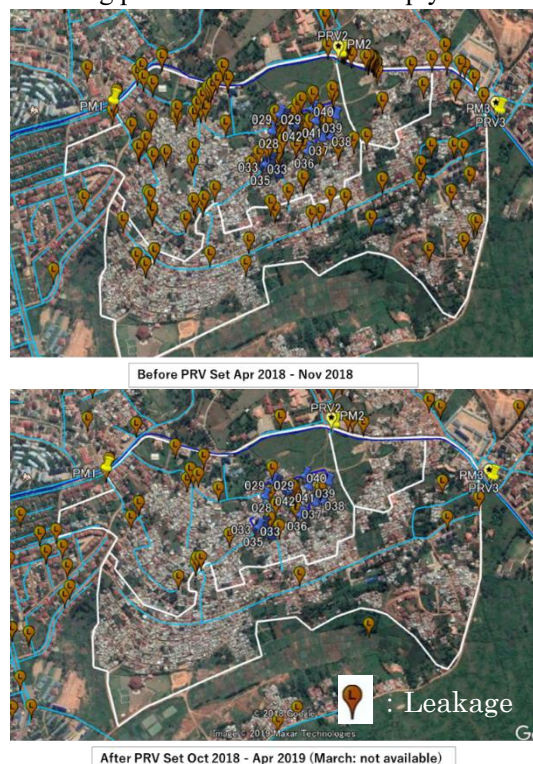 PRV2
PM2
PM1
PM3
PRV3
029 029 040
042 041 039
028 038
037
033 033 036
035
Before PRV Set Apr 2018 - Nov 2018
PRV2 PM2
PM1
PM3
PRV3
029 029 040
042 041 039
028 038
037
033 033 036
035
: Leakage
© 2018 Google
Image © 2019 Maxar Technologies
After PRV Set Oct 2018 - Apr 2019 (March: not available)